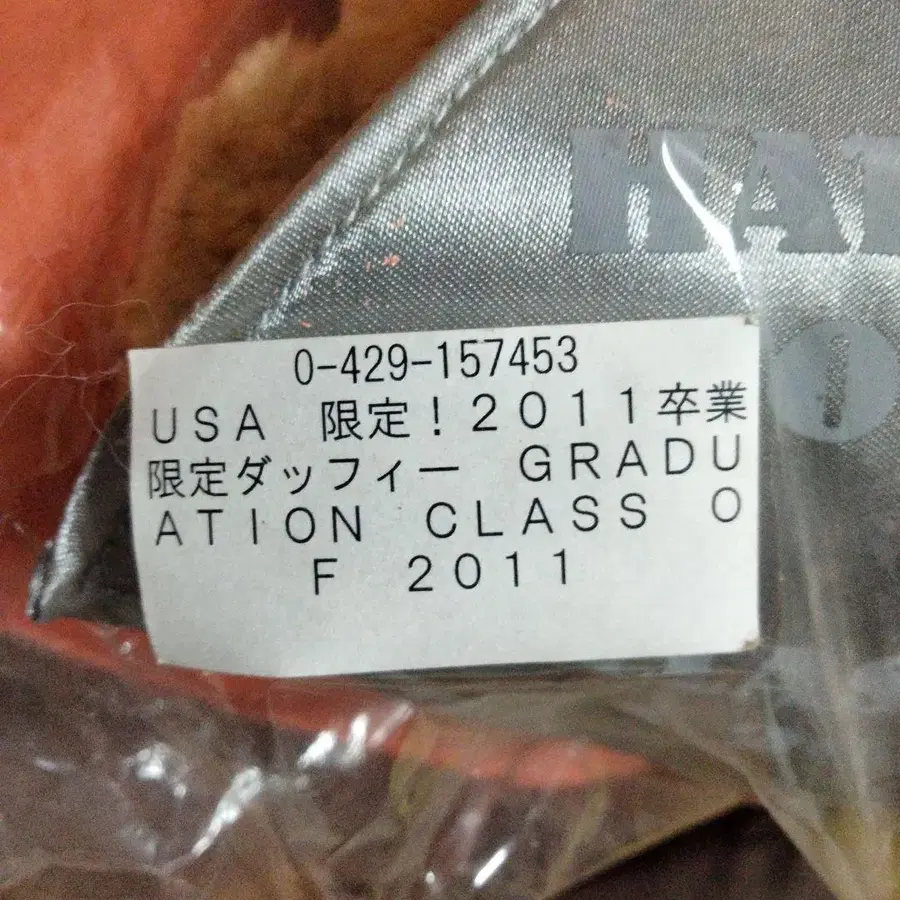 HA
0-429-157453
USA 限定!2011卒業
限定ダッフィー GRADU
ATION CLASS O
F 2011